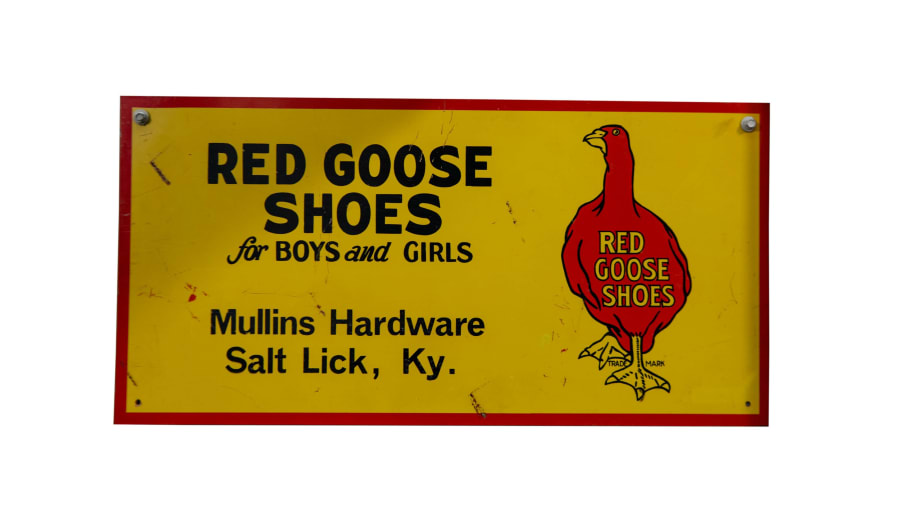 RED GOOSE
SHOES
for BOYS and GIRLS
Mullins Hardware
Salt Lick, Ky.
RED
GOOSE
SHOES
TRADE MARK